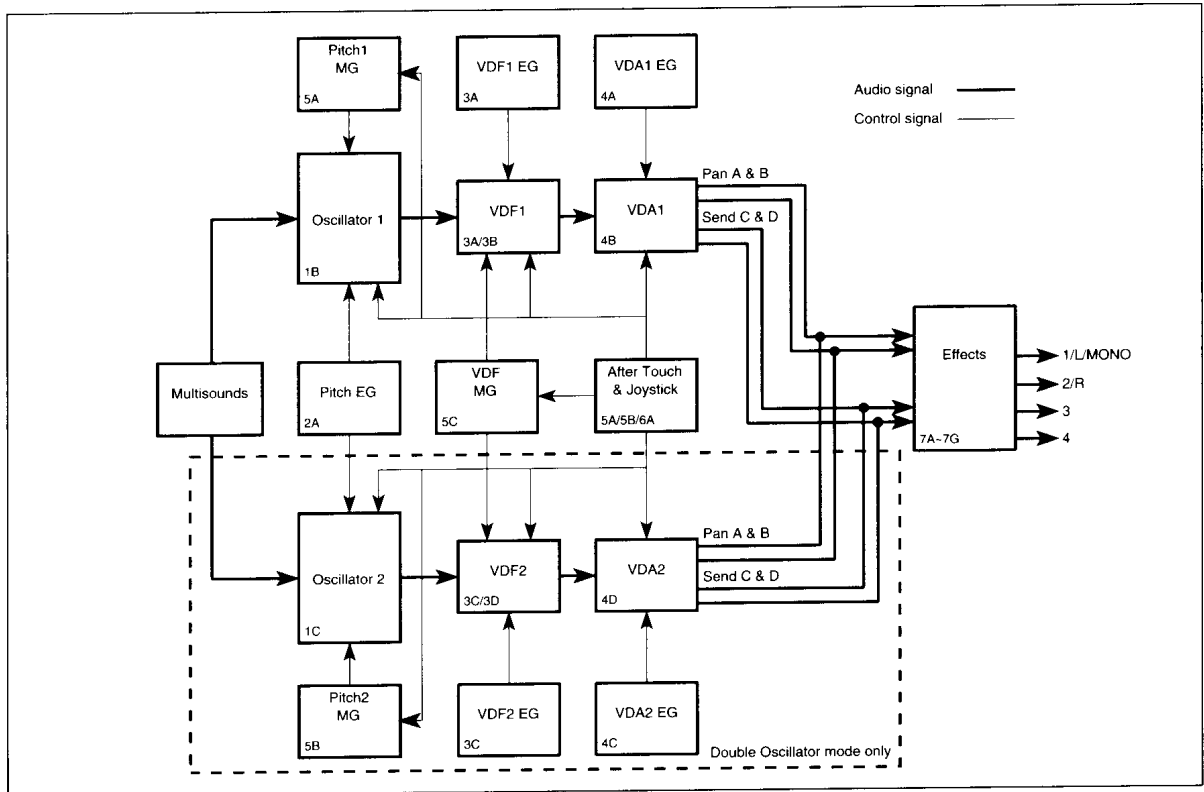 Pitch1
MG
5A
VDF1 EG
3A
VDA1 EG
4A
Audio signal
Control signal
Oscillator 1
1B
VDF1
3A/3B
VDA1
4B
Pan A & B
Send C & D
Multisounds
Pitch EG
2A
VDF
MG
5C
After Touch
& Joystick
5A/5B/6A
Effects
7A~7G
1/L/MONO
2/R
3
4
Oscillator 2
1C
VDF2
3C/3D
VDA2
4D
Pan A & B
Send C & D
Pitch2
MG
5B
VDF2 EG
3C
VDA2 EG
4C
Double Oscillator mode only